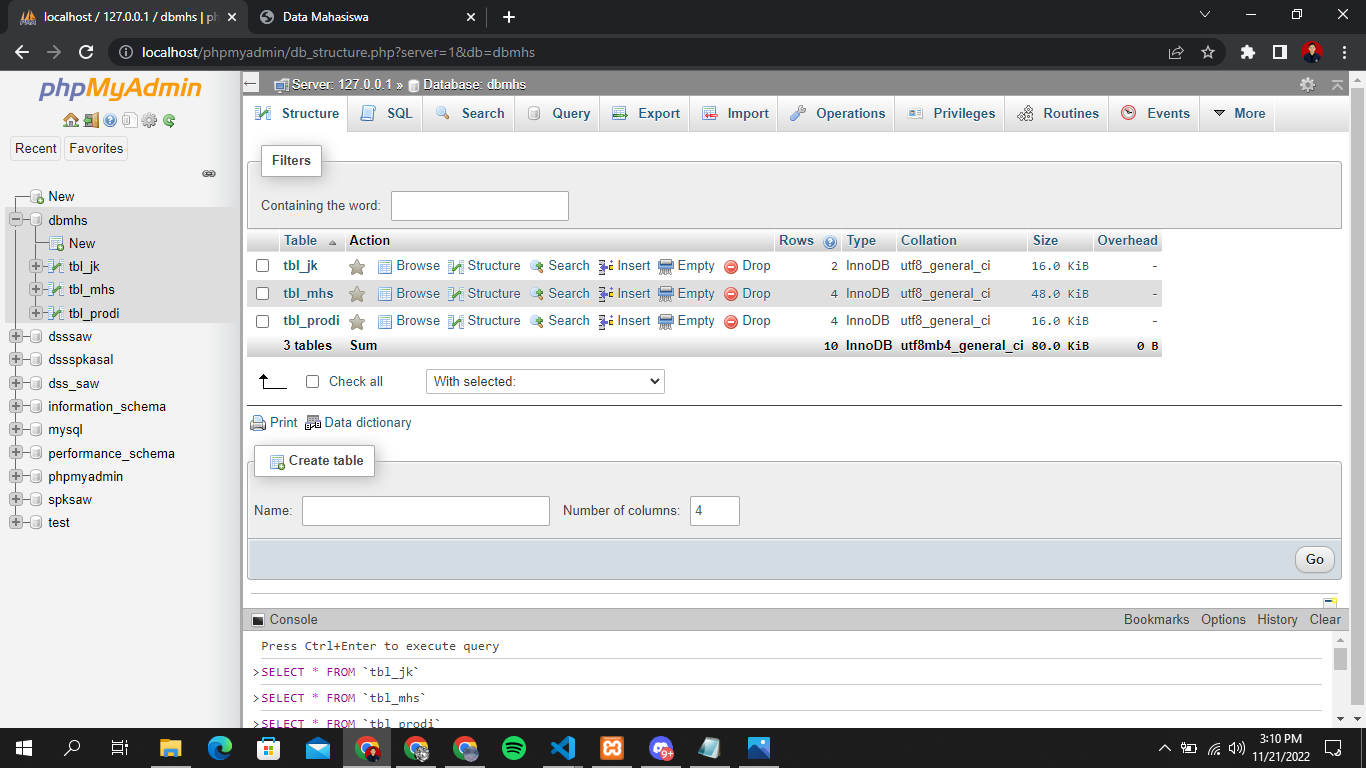 localhost / 127.0.0.1 / dbmhs | ph
Data Mahasiswa
localhost/phpmyadmin/db_structure.php?server=1&db=dbmhs
phpMyAdmin
Recent Favorites
New
dbmhs
New
tbl_jk
tbl_mhs
tbl_prodi
dsssaw
dssspkasal
dss_saw
information_schema
mysql
performance_schema
phpmyadmin
spksaw
test
Server: 127.0.0.1 » Database: dbmhs
Structure SQL Search Query Export Import Operations Privileges Routines Events More
Filters
Containing the word:
Table Action Rows Type Collation Size Overhead
tbl_jk Browse Structure Search Insert Empty Drop 2 InnoDB utf8_general_ci 16.0 KiB -
tbl_mhs Browse Structure Search Insert Empty Drop 4 InnoDB utf8_general_ci 48.0 KiB -
tbl_prodi Browse Structure Search Insert Empty Drop 4 InnoDB utf8_general_ci 16.0 KiB -
3 tables Sum 10 InnoDB utf8mb4_general_ci 80.0 KiB 0 B
Check all With selected:
Print Data dictionary
Create table
Name: Number of columns: 4
Go
Console Bookmarks Options History Clear
Press Ctrl+Enter to execute query
>SELECT * FROM `tbl_jk`
>SELECT * FROM `tbl_mhs`
>SELECT * FROM `tbl_prodi`
9+
3:10 PM
11/21/2022